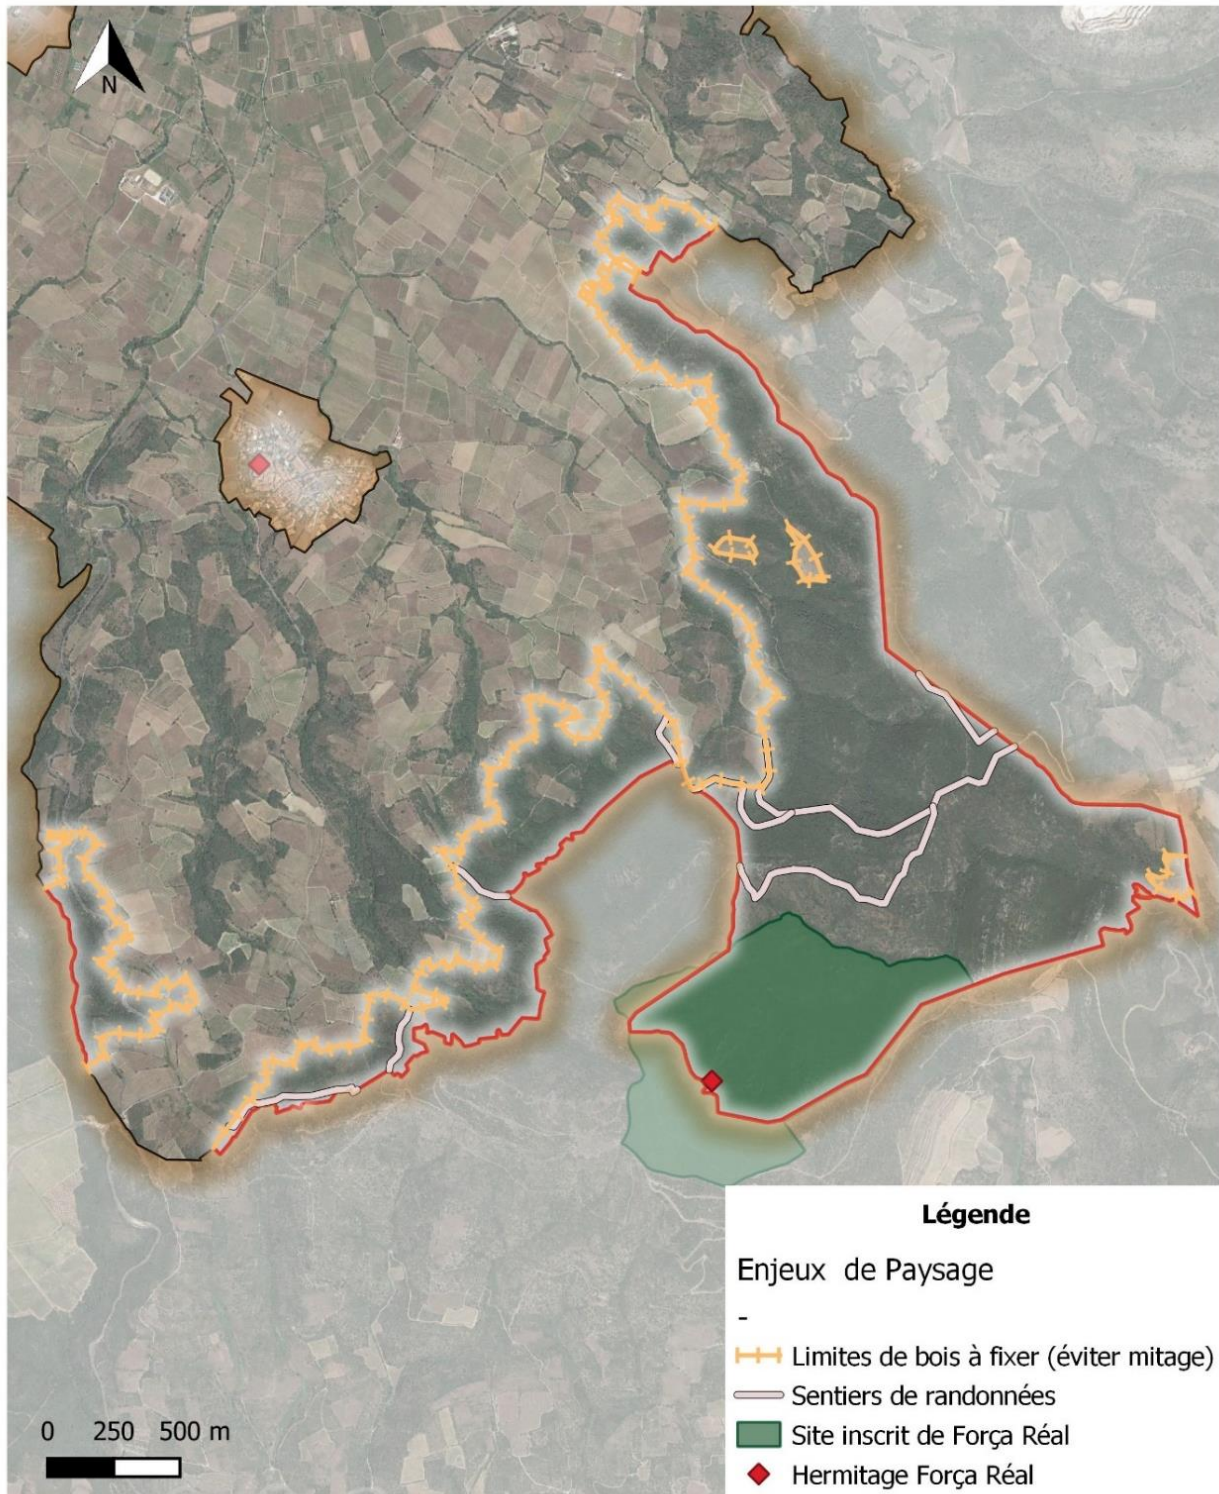 N
Légende
Enjeux de Paysage
-
Limites de bois à fixer (éviter mitage)
Sentiers de randonnées
Site inscrit de Força Réal
Hermitage Força Réal
0 250 500 m